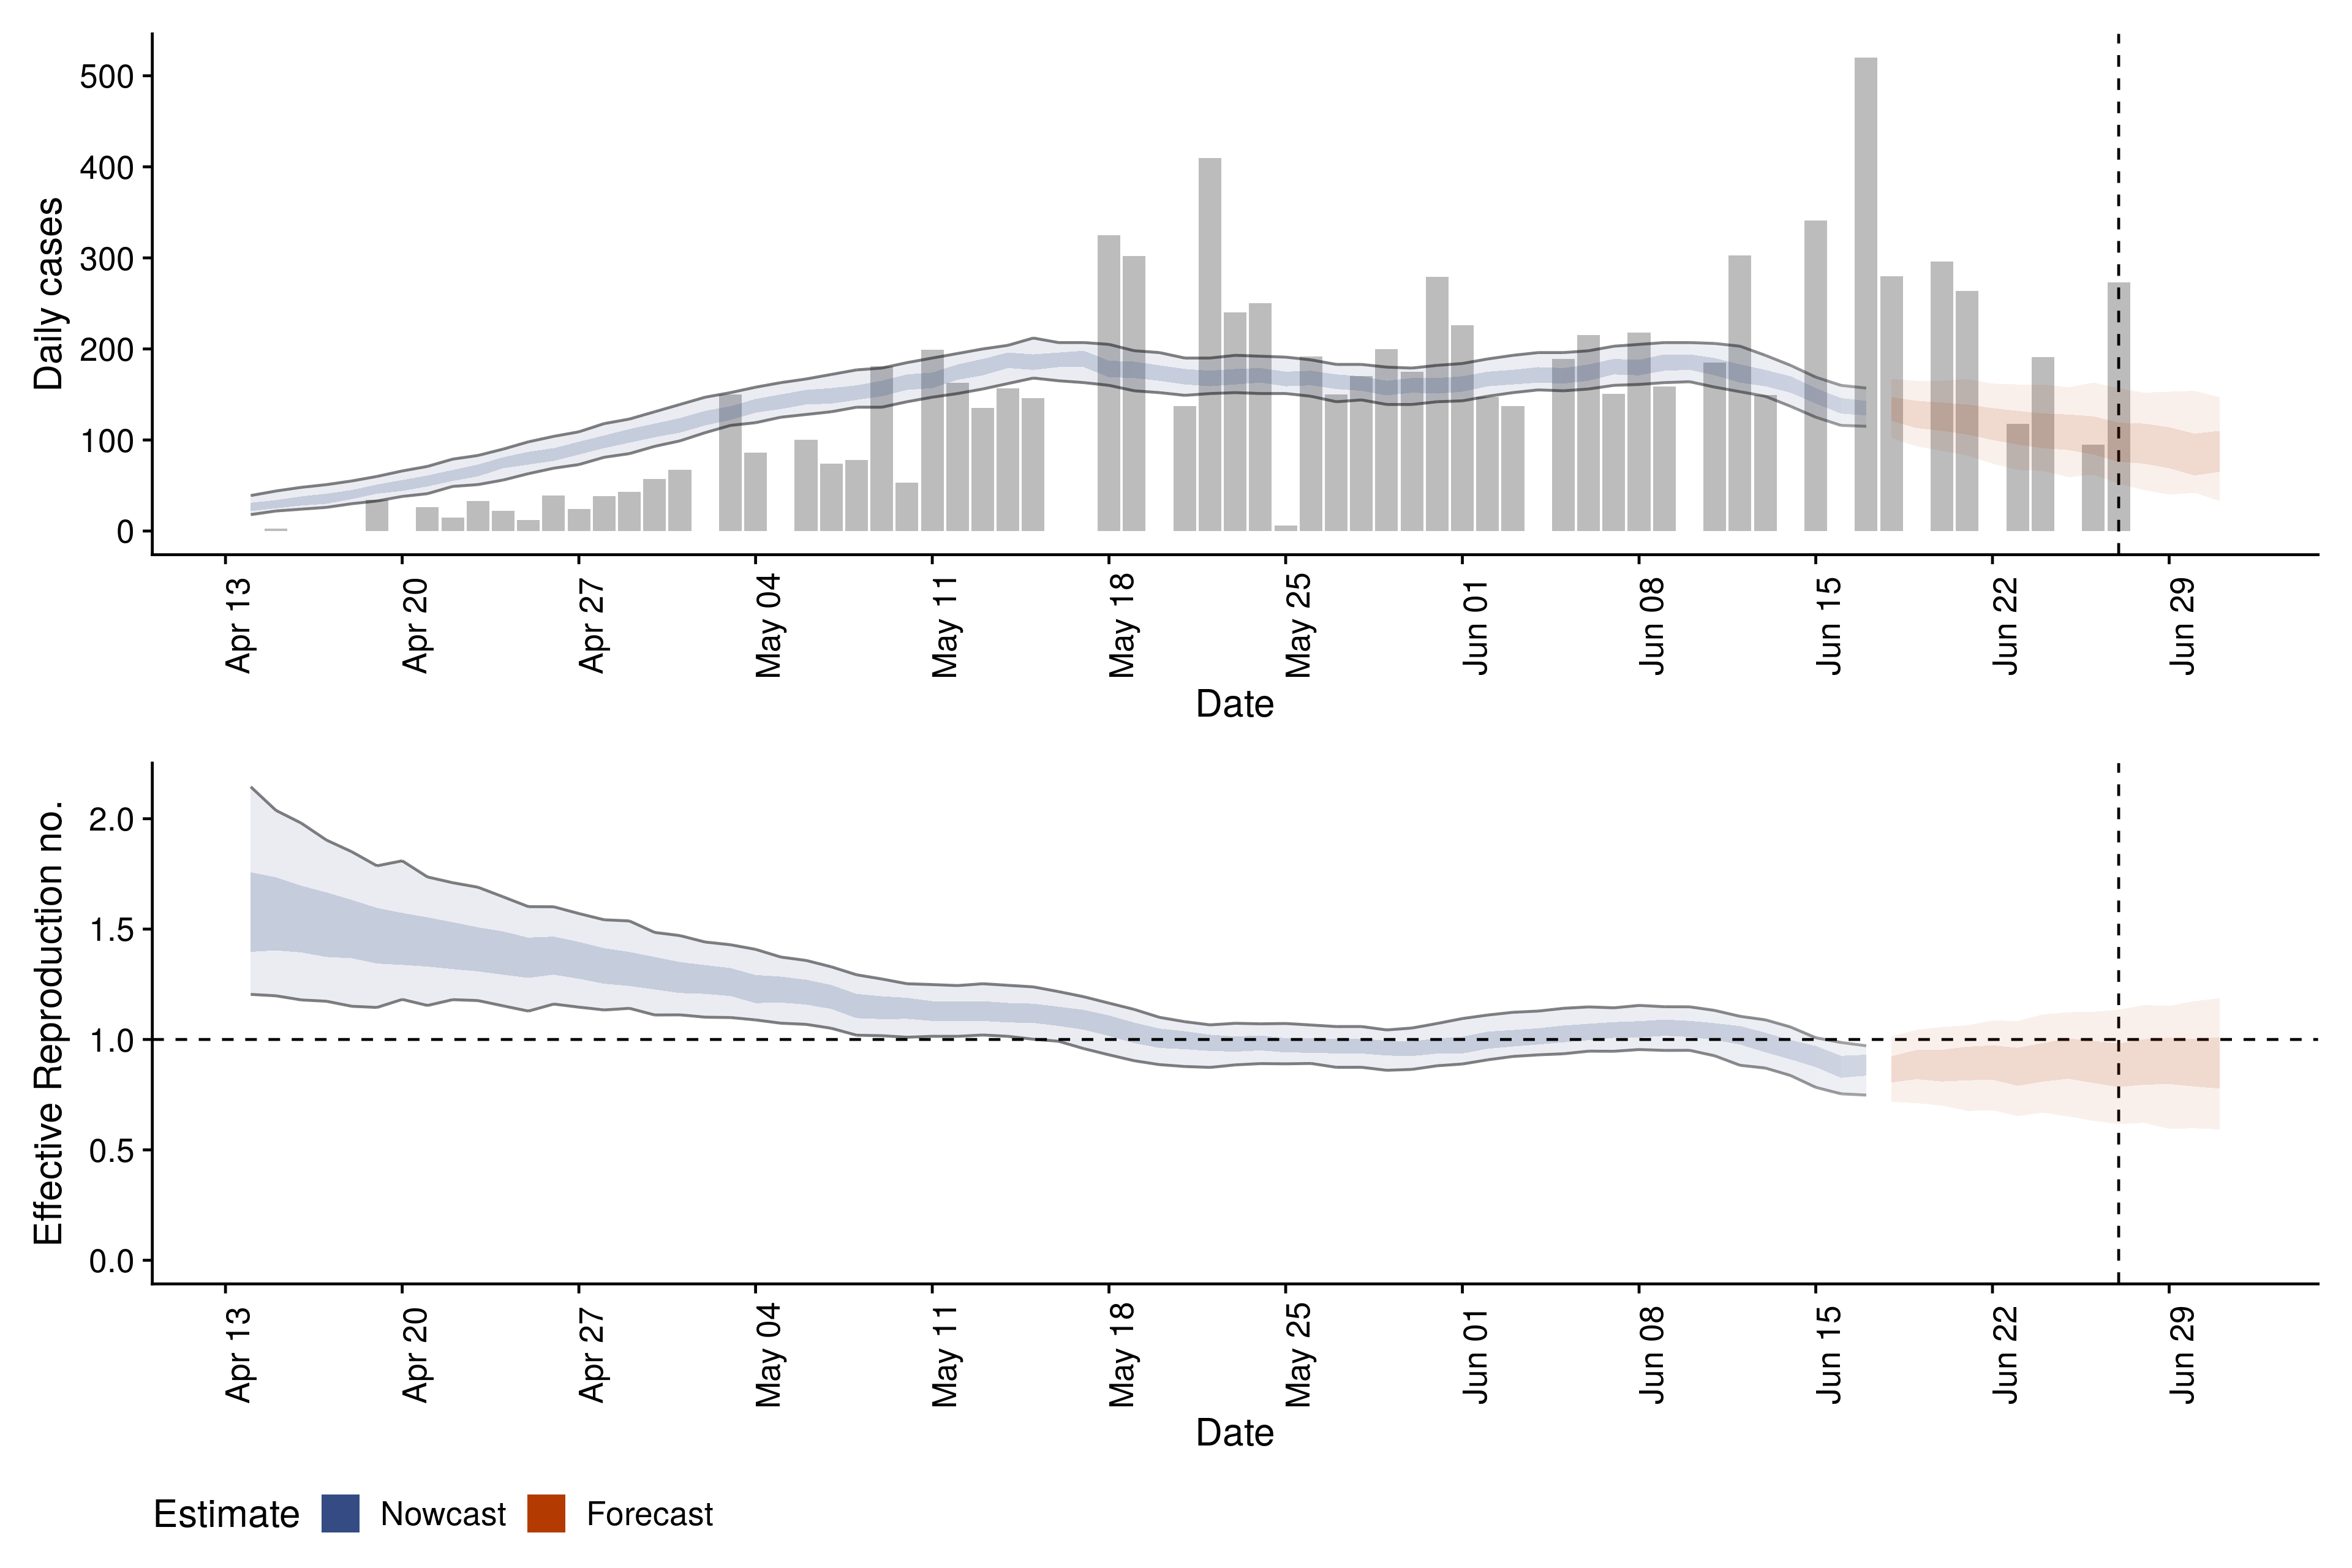 Daily cases
500
400
300
200
100
0
Apr 13
Apr 20
Apr 27
May 04
May 11
May 18
May 25
Jun 01
Jun 08
Jun 15
Jun 22
Jun 29
Date
Effective Reproduction no.
2.0
1.5
1.0
0.5
0.0
Apr 13
Apr 20
Apr 27
May 04
May 11
May 18
May 25
Jun 01
Jun 08
Jun 15
Jun 22
Jun 29
Date
Estimate Nowcast Forecast